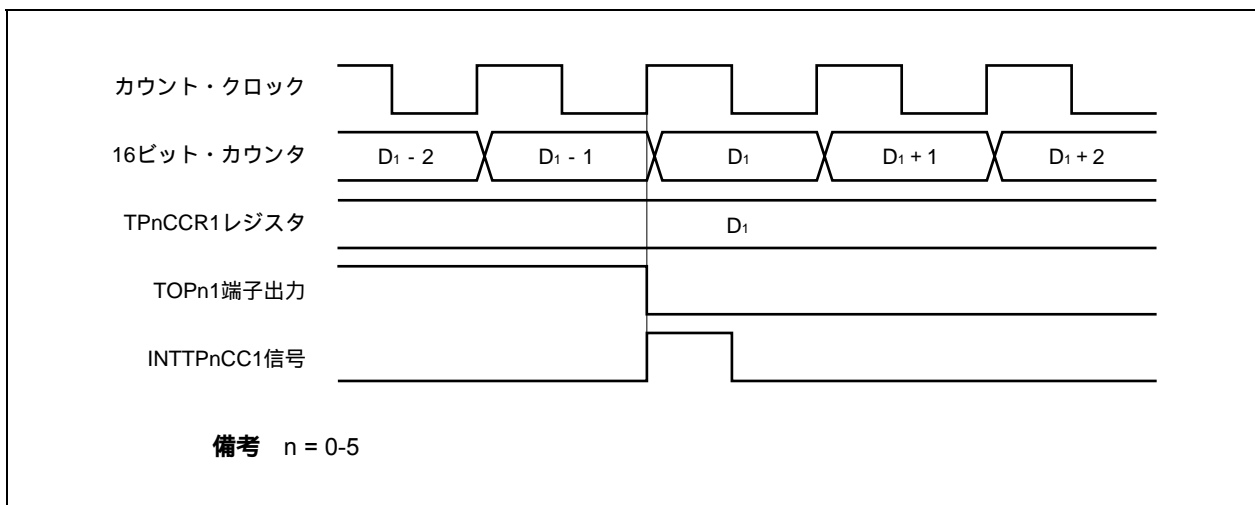 カウント・クロック
16ビット・カウンタ D1 - 2 D1 - 1 D1 D1 + 1 D1 + 2
TPnCCR1レジスタ D1
TOPn1端子出力
INTTPnCC1信号
備考 n = 0-5